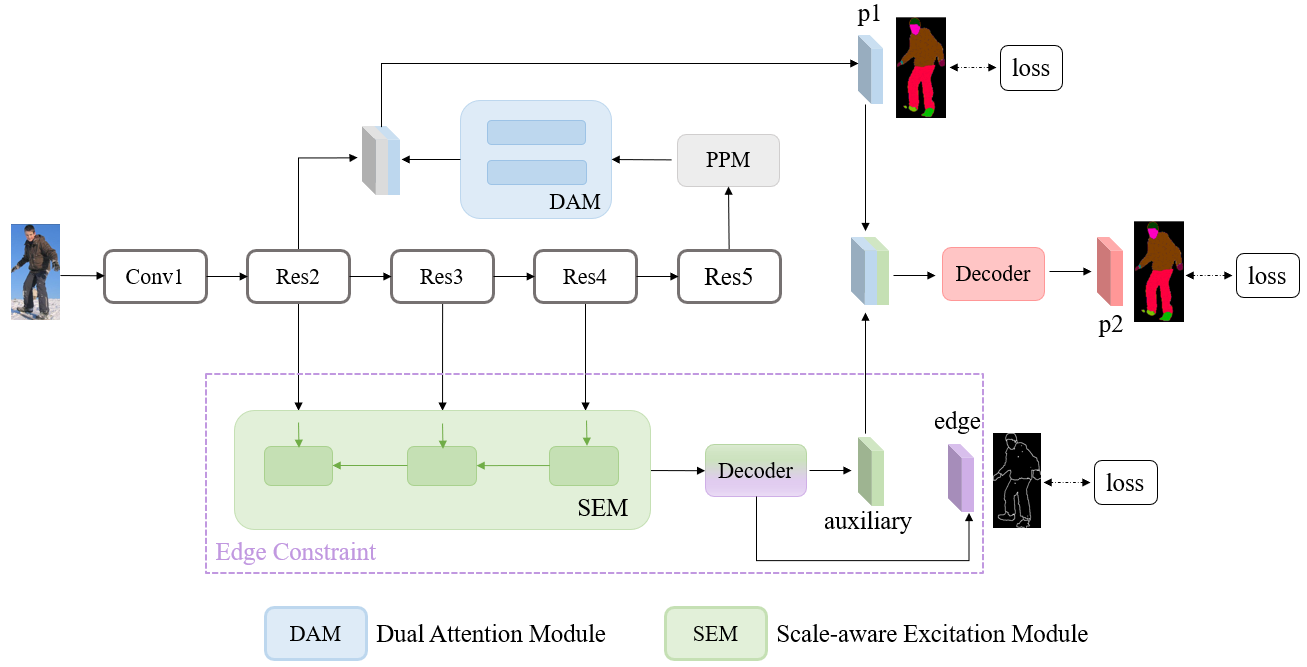 p1
loss
PPM
DAM
Conv1
Res2
Res3
Res4
Res5
Decoder
loss
p2
edge
Decoder
loss
SEM
auxiliary
Edge Constraint
DAM Dual Attention Module
SEM Scale-aware Excitation Module